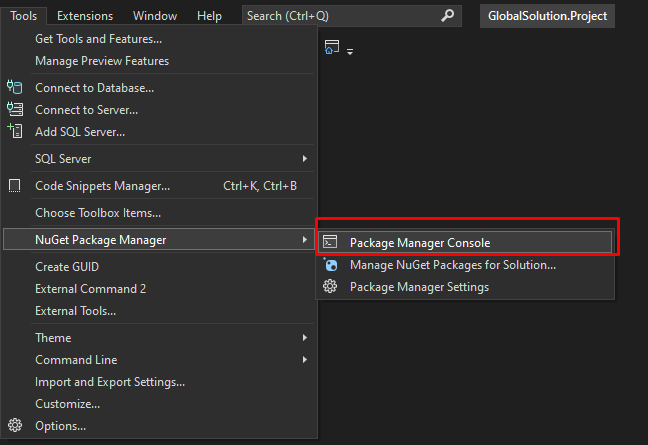 Tools Extensions Window Help Search (Ctrl+Q) GlobalSolution.Project
Get Tools and Features...
Manage Preview Features
Connect to Database...
Connect to Server...
Add SQL Server...
SQL Server
Code Snippets Manager... Ctrl+K, Ctrl+B
Choose Toolbox Items...
NuGet Package Manager
Package Manager Console
Manage NuGet Packages for Solution...
Package Manager Settings
Create GUID
External Command 2
External Tools...
Theme
Command Line
Import and Export Settings...
Customize...
Options...